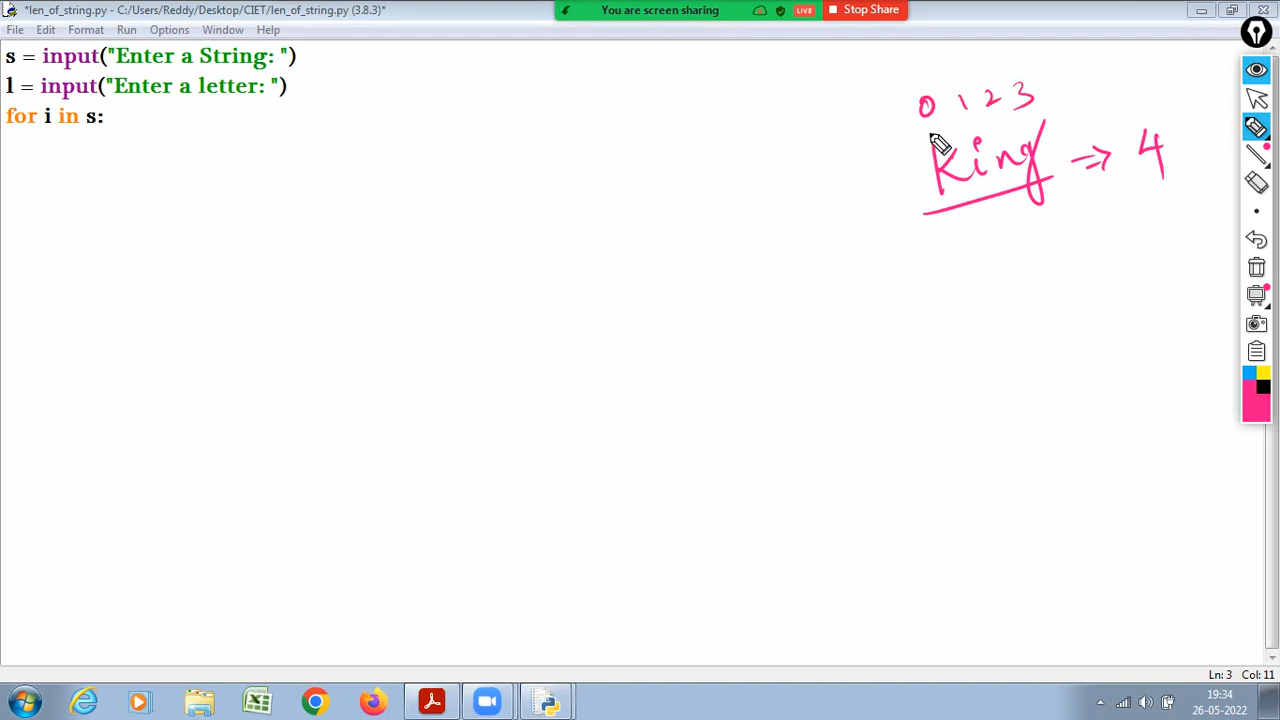 *len_of_string.py - C:/Users/Reddy/Desktop/CIET/len_of_string.py (3.8.3)*
You are screen sharing
LIVE
Stop Share
File Edit Format Run Options Window Help
s = input("Enter a String: ")
l = input("Enter a letter: ")
for i in s:
0 1 2 3
King => 4
Ln: 3 Col: 11
19:34
26-05-2022